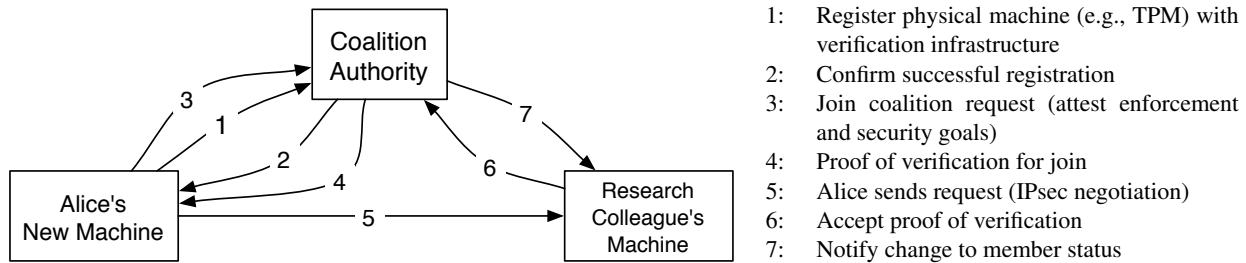 Coalition
Authority
3
1
7
2
4
6
5
Alice's
New Machine
Research
Colleague's
Machine
1: Register physical machine (e.g., TPM) with
verification infrastructure
2: Confirm successful registration
3: Join coalition request (attest enforcement
and security goals)
4: Proof of verification for join
5: Alice sends request (IPsec negotiation)
6: Accept proof of verification
7: Notify change to member status